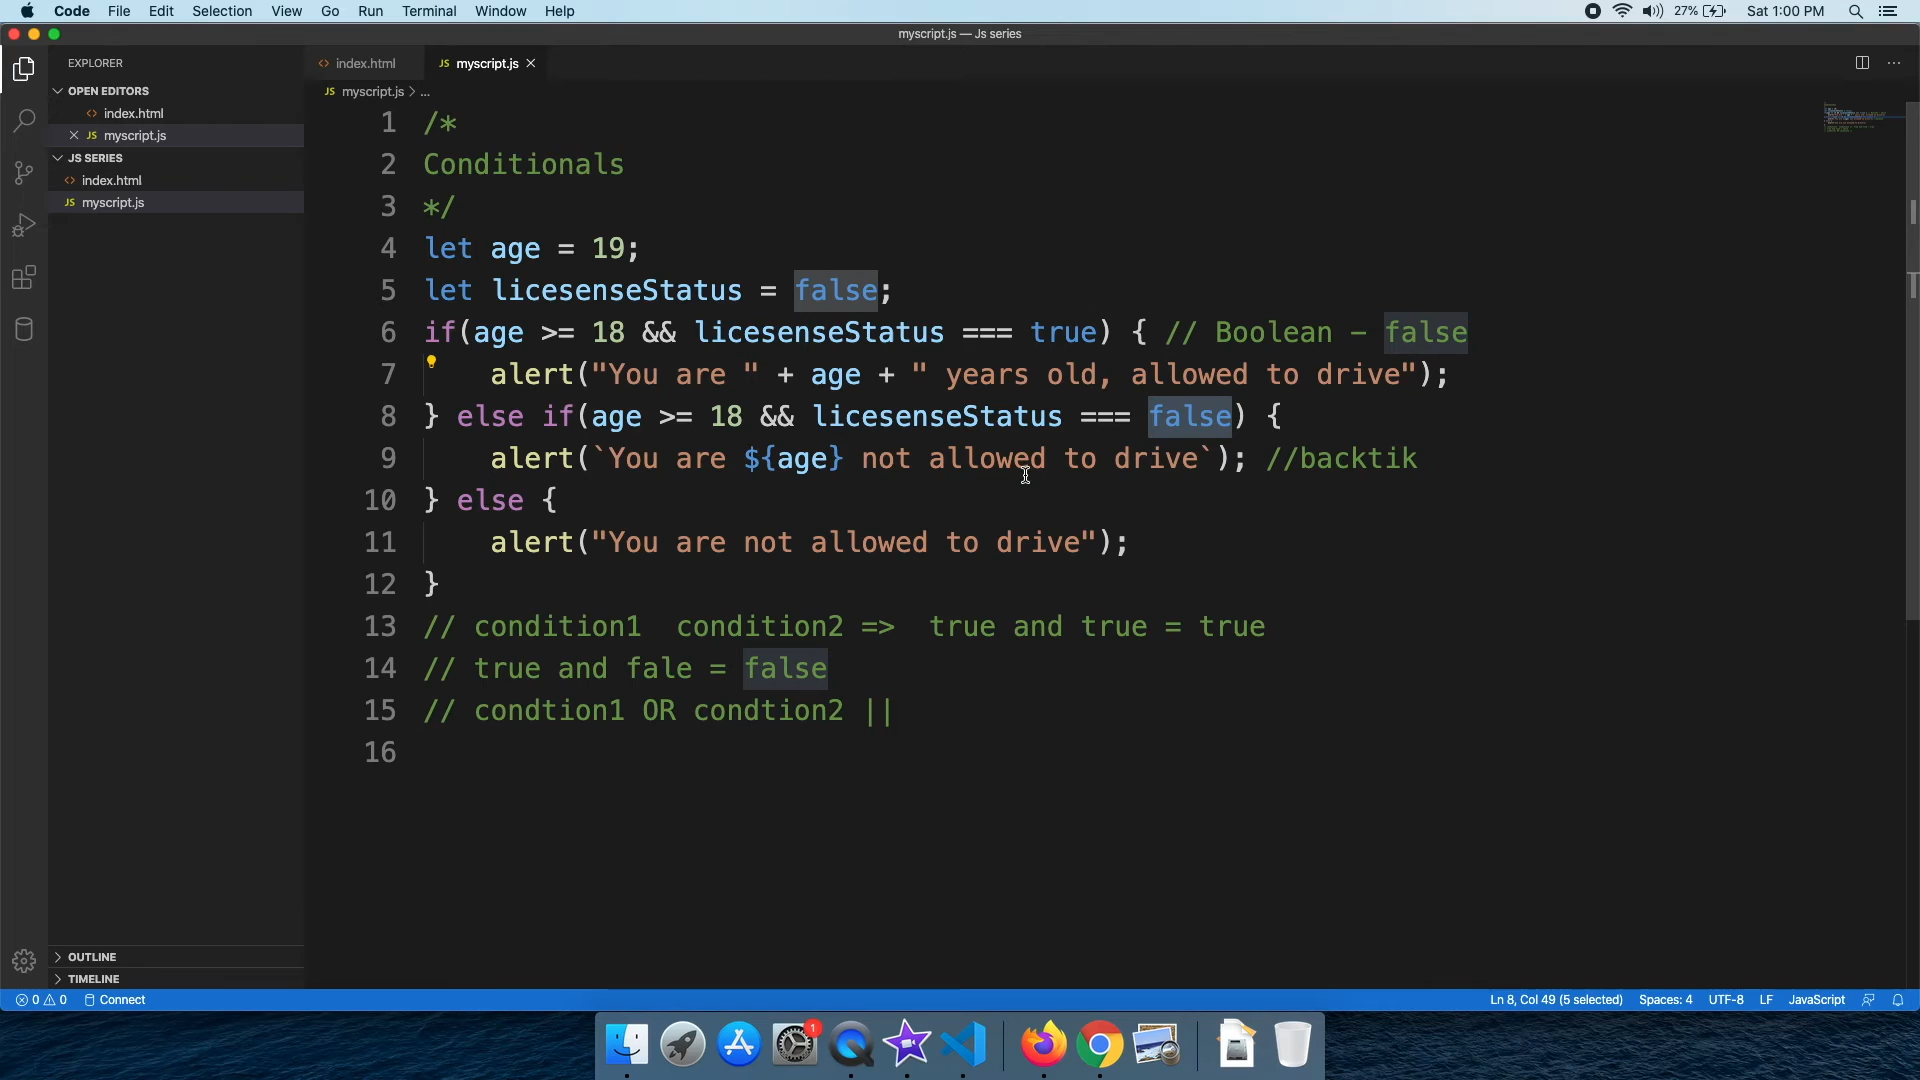 Code File Edit Selection View Go Run Terminal Window Help 27% Sat 1:00 PM
myscript.js — Js series
EXPLORER
OPEN EDITORS
<> index.html
JS myscript.js
JS SERIES
<> index.html
JS myscript.js
OUTLINE
TIMELINE
<> index.html JS myscript.js
JS myscript.js > ...
1 /*
2 Conditionals
3 */
4 let age = 19;
5 let licesenseStatus = false;
6 if(age >= 18 && licesenseStatus === true) { // Boolean - false
7 alert("You are " + age + " years old, allowed to drive");
8 } else if(age >= 18 && licesenseStatus === false) {
9 alert(`You are ${age} not allowed to drive`); //backtik
10 } else {
11 alert("You are not allowed to drive");
12 }
13 // condition1  condition2 =>  true and true = true
14 // true and fale = false
15 // condtion1 OR condtion2 ||
16
0 0 Connect Ln 8, Col 49 (5 selected) Spaces: 4 UTF-8 LF JavaScript
1